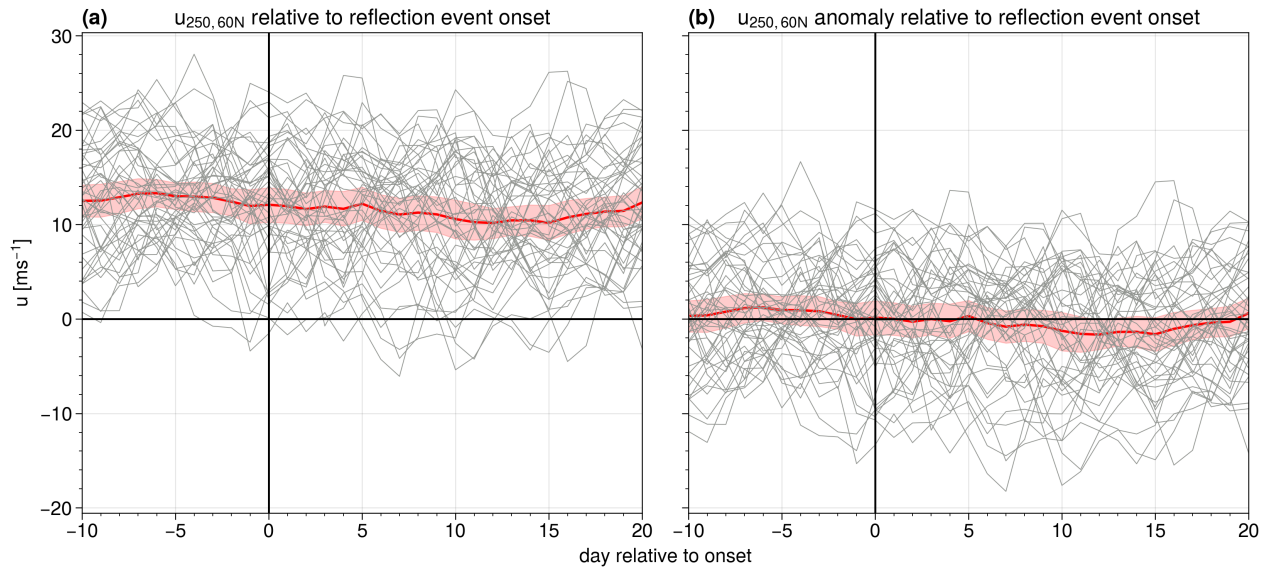 (a) u250, 60N relative to reflection event onset
(b) u250, 60N anomaly relative to reflection event onset
30
20
10
0
−10
−20
u [ms−1]
−10 −5 0 5 10 15 20
−10 −5 0 5 10 15 20
day relative to onset